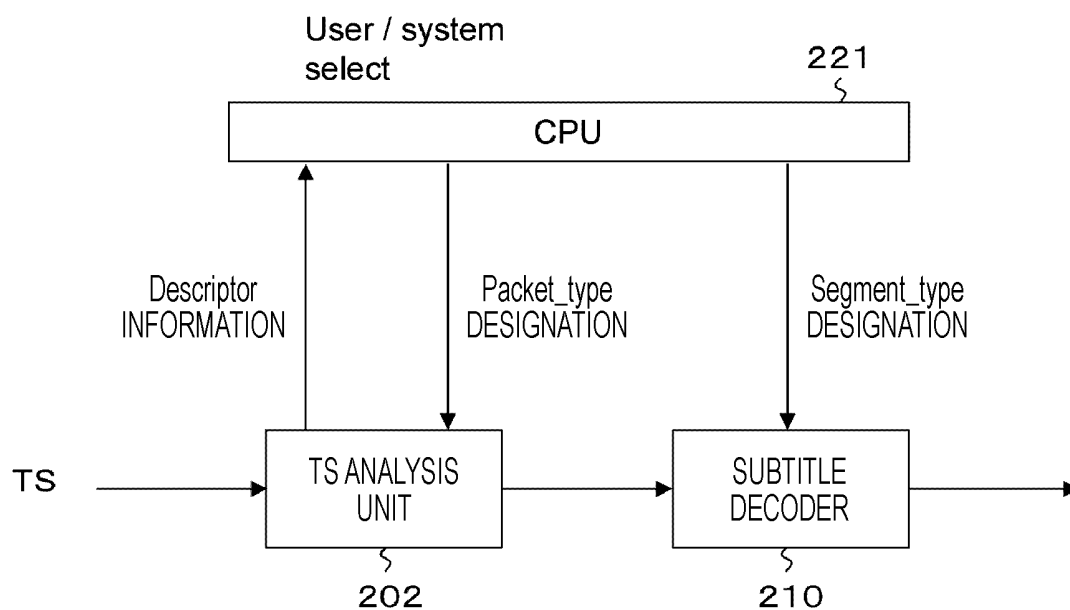 User / system
select
221
CPU
Descriptor
INFORMATION
Packet_type
DESIGNATION
Segment_type
DESIGNATION
TS
TS ANALYSIS
UNIT
SUBTITLE
DECODER
202
210